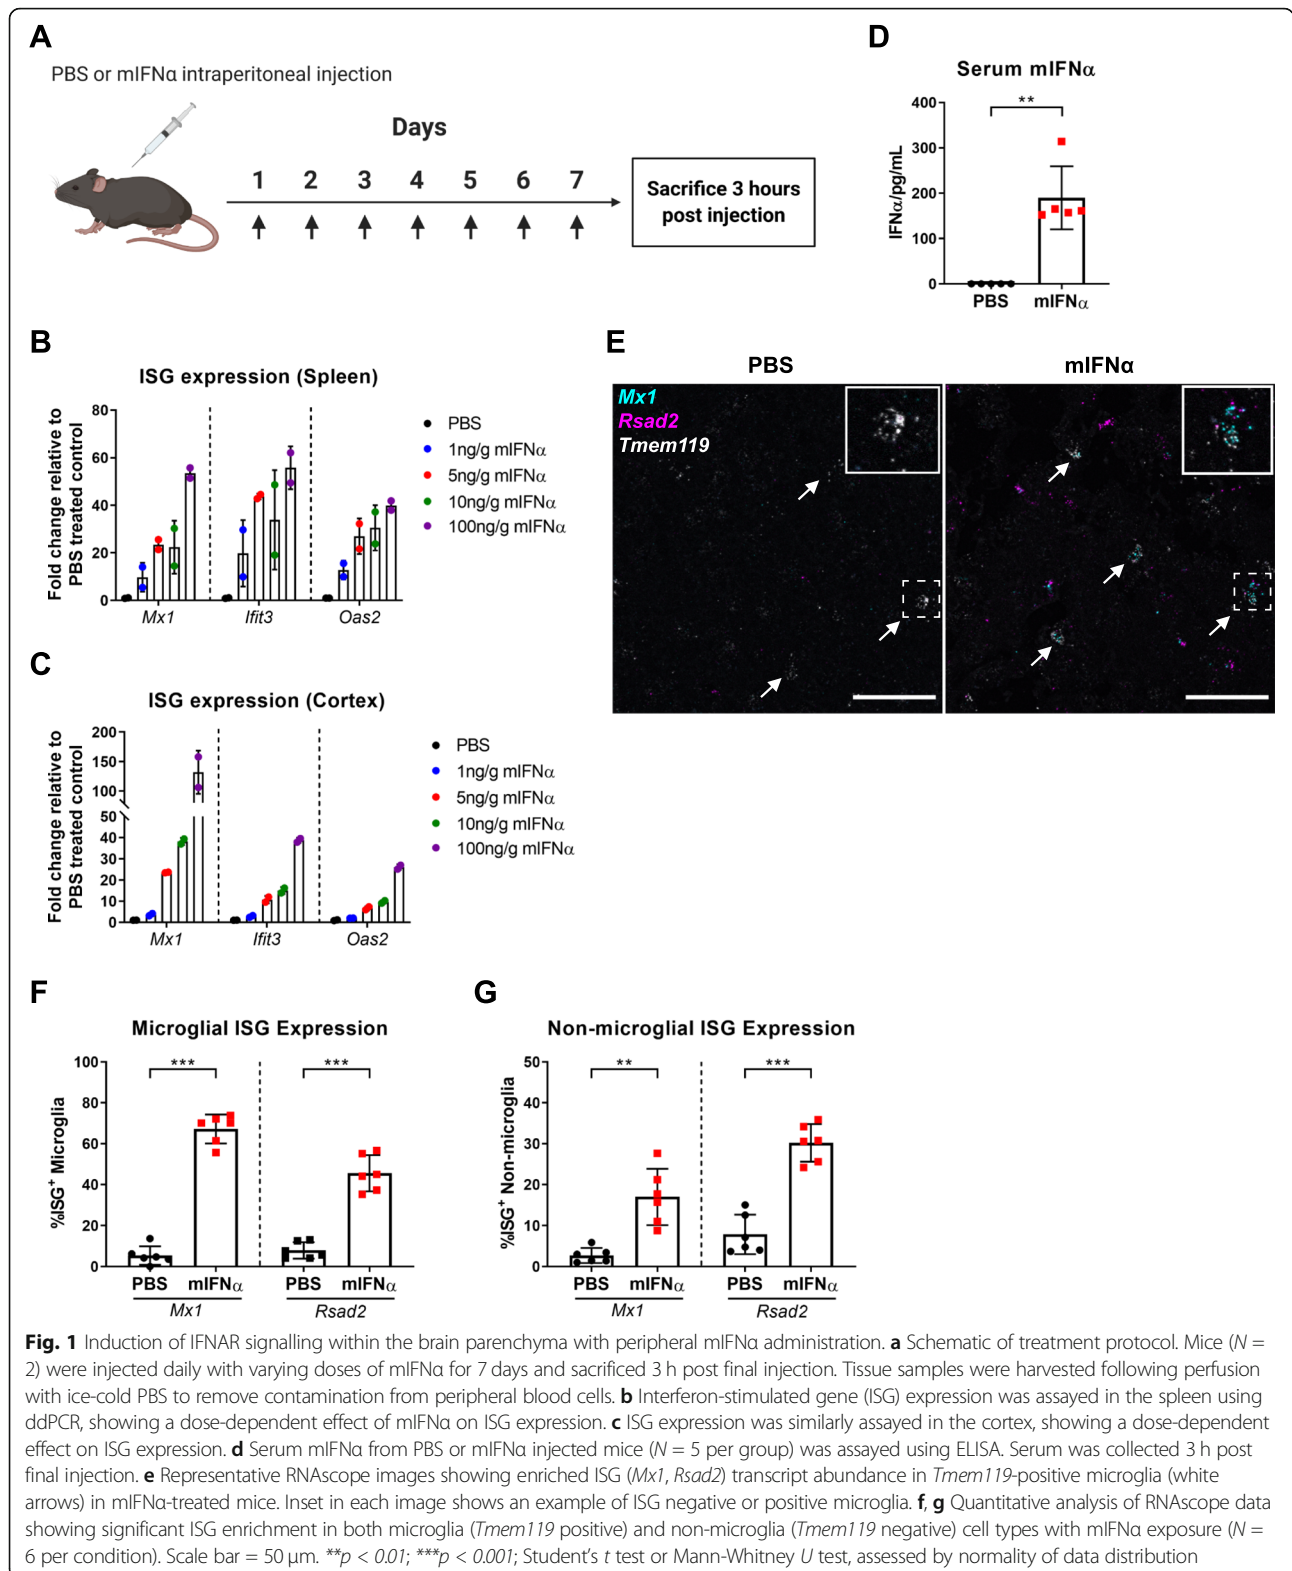 A
PBS or mIFNα intraperitoneal injection
Days
1 2 3 4 5 6 7
Sacrifice 3 hours
post injection
D
Serum mIFNα
**
IFNα/pg/mL
400
300
200
100
0
PBS mIFNα
B
ISG expression (Spleen)
Fold change relative to
PBS treated control
80
60
40
20
0
Mx1 Ifit3 Oas2
PBS
1ng/g mIFNα
5ng/g mIFNα
10ng/g mIFNα
100ng/g mIFNα
E
PBS mIFNα
Mx1
Rsad2
Tmem119
C
ISG expression (Cortex)
Fold change relative to
PBS treated control
200
150
100
50
40
30
20
10
0
Mx1 Ifit3 Oas2
PBS
1ng/g mIFNα
5ng/g mIFNα
10ng/g mIFNα
100ng/g mIFNα
F
Microglial ISG Expression
%ISG+ Microglia
100
80
60
40
20
0
*** ***
PBS mIFNα PBS mIFNα
Mx1 Rsad2
G
Non-microglial ISG Expression
%ISG+ Non-microglia
50
40
30
20
10
0
** ***
PBS mIFNα PBS mIFNα
Mx1 Rsad2
Fig. 1 Induction of IFNAR signalling within the brain parenchyma with peripheral mIFNα administration. a Schematic of treatment protocol. Mice (N =
2) were injected daily with varying doses of mIFNα for 7 days and sacrificed 3 h post final injection. Tissue samples were harvested following perfusion
with ice-cold PBS to remove contamination from peripheral blood cells. b Interferon-stimulated gene (ISG) expression was assayed in the spleen using
ddPCR, showing a dose-dependent effect of mIFNα on ISG expression. c ISG expression was similarly assayed in the cortex, showing a dose-dependent
effect on ISG expression. d Serum mIFNα from PBS or mIFNα injected mice (N = 5 per group) was assayed using ELISA. Serum was collected 3 h post
final injection. e Representative RNAscope images showing enriched ISG (Mx1, Rsad2) transcript abundance in Tmem119-positive microglia (white
arrows) in mIFNα-treated mice. Inset in each image shows an example of ISG negative or positive microglia. f, g Quantitative analysis of RNAscope data
showing significant ISG enrichment in both microglia (Tmem119 positive) and non-microglia (Tmem119 negative) cell types with mIFNα exposure (N =
6 per condition). Scale bar = 50 μm. **p < 0.01; ***p < 0.001; Student's t test or Mann-Whitney U test, assessed by normality of data distribution